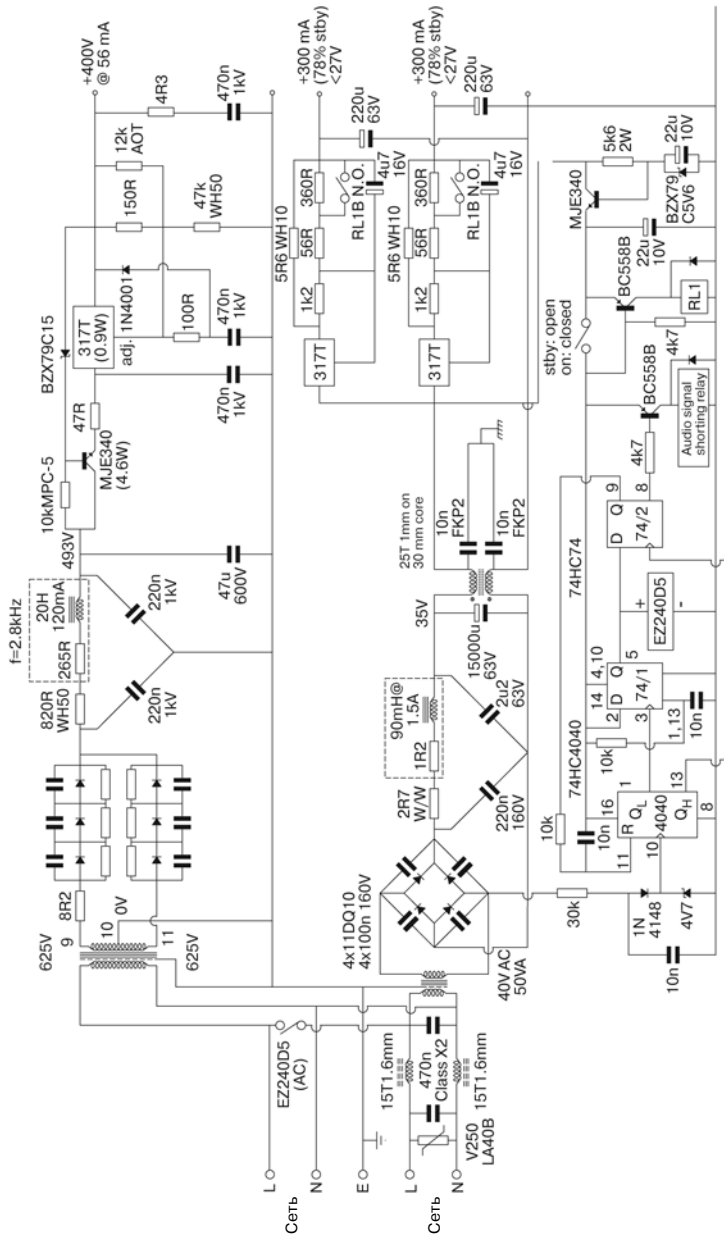 +400V
@ 56 mA
+300 mA
(78% stby)
<27V
+300 mA
(78% stby)
<27V
4R3
470n
1kV
12k
AOT
150R
47k
WH50
BZX79C15
317T
(0.9W)
adj.
1N4001
100R
470n
1kV
470n
1kV
47R
MJE340
(4.6W)
10kMPC-5
493V
47u
600V
f=2.8kHz
20H
120mA
265R
820R
WH50
220n
1kV
220n
1kV
8R2
9
10
0V
11
625V
625V
220u
63V
5R6 WH10
360R
56R
1k2
RL1B N.O.
4u7
16V
317T
220u
63V
5R6 WH10
360R
56R
1k2
RL1B N.O.
4u7
16V
317T
25T 1mm on
30 mm core
10n
FKP2
10n
FKP2
35V
15000u
63V
90mH@
1.5A
1R2
2R7
W/W
220n
160V
2u2
63V
4x11DQ10
4x100n 160V
40V AC
50VA
EZ240D5
(AC)
15T1.6mm
470n
Class X2
15T1.6mm
V250
LA40B
L
N
E
L
N
Сеть
Сеть
5k6
2W
MJE340
22u
10V
BZX79
C5V6
22u
10V
BC558B
RL1
stby: open
on: closed
4k7
BC558B
Audio signal
shorting relay
4k7
9
8
D
Q
74/2
74HC74
EZ240D5
+
-
4,10
5
14
D
Q
74/1
2
3
1,13
10n
10k
74HC4040
1
13
16
R
Q_L
4040
Q_H
11
10
8
10k
10n
30k
1N
4148
4V7
10n